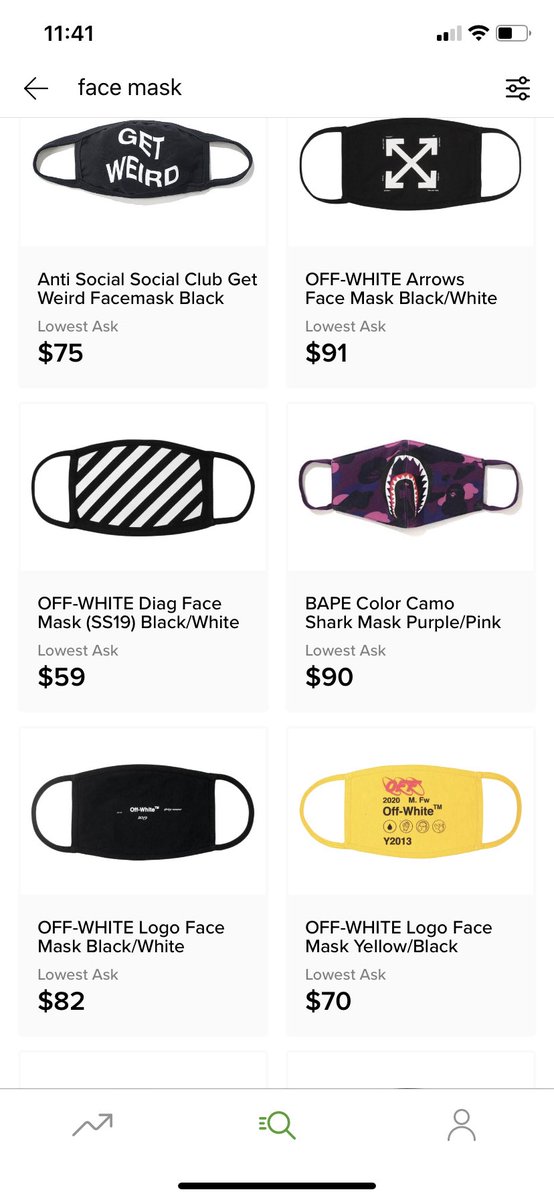 11:41
face mask
GET
WEIRD
Anti Social Social Club Get
Weird Facemask Black
Lowest Ask
$75
OFF-WHITE Arrows
Face Mask Black/White
Lowest Ask
$91
OFF-WHITE Diag Face
Mask (SS19) Black/White
Lowest Ask
$59
BAPE Color Camo
Shark Mask Purple/Pink
Lowest Ask
$90
Off-White™
2013
OFF-WHITE Logo Face
Mask Black/White
Lowest Ask
$82
OFF
2020 M. Fw
Off-White™
Y2013
OFF-WHITE Logo Face
Mask Yellow/Black
Lowest Ask
$70